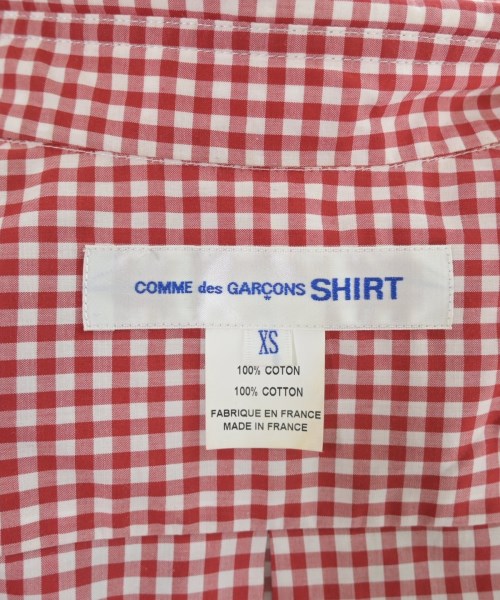 COMME des GARÇONS SHIRT
XS
100% COTON
100% COTTON
FABRIQUE EN FRANCE
MADE IN FRANCE